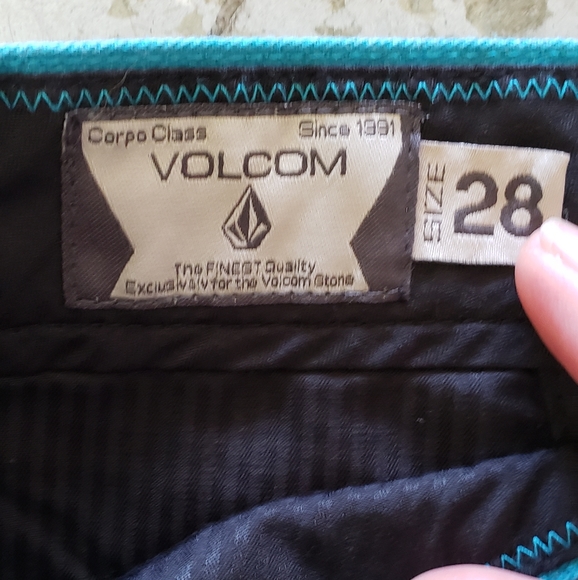 Corpo Class Since 1991
VOLCOM
The FINEST Quality
Exclusively for the Volcom Stone
SIZE 28